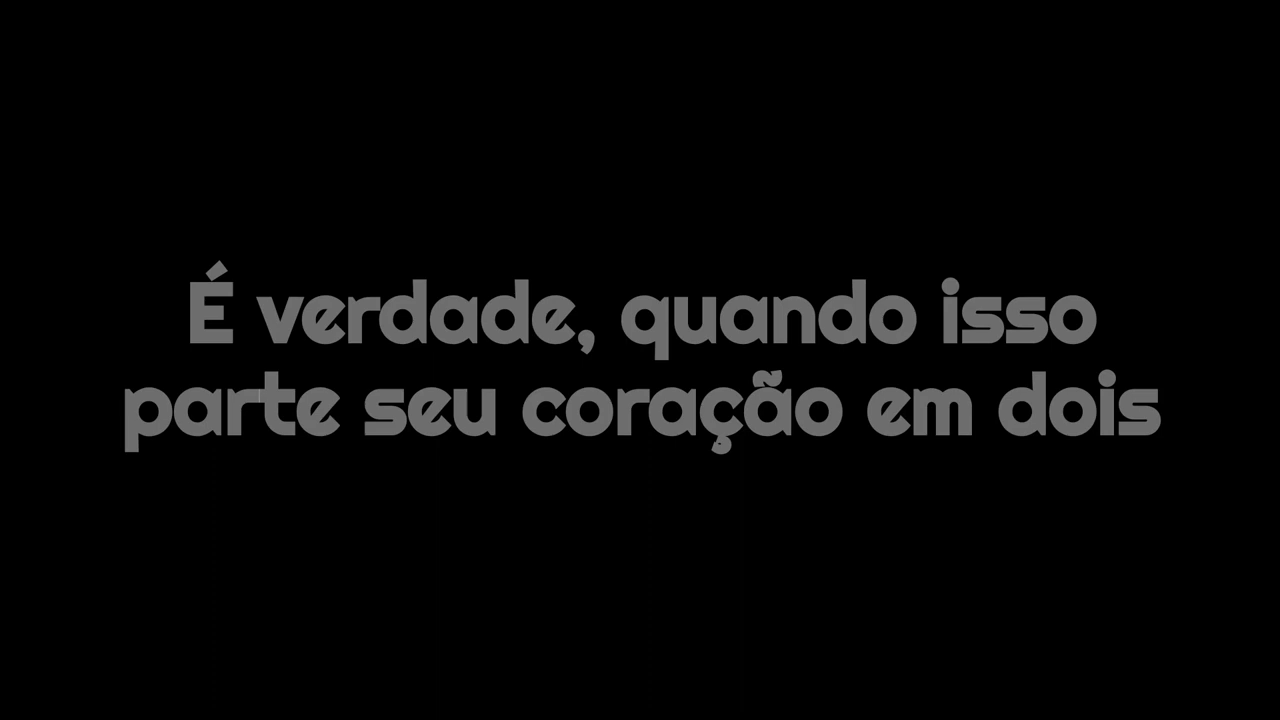 É verdade, quando isso
parte seu coração em dois